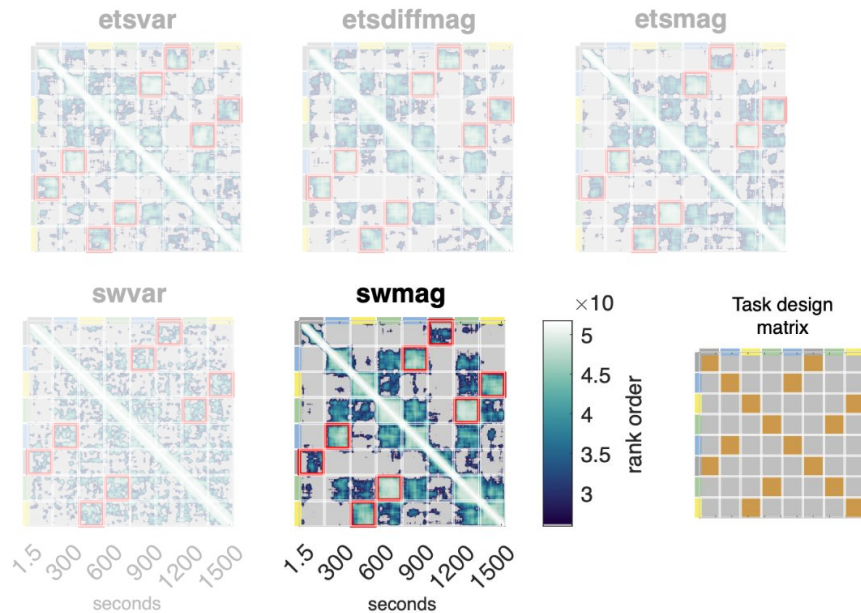 etsvar etsdiffmag etsmag
swvar swmag
×10
5
4.5
4
3.5
3
rank order
Task design
matrix
1.5 300 600 900 1200 1500
seconds
1.5 300 600 900 1200 1500
seconds